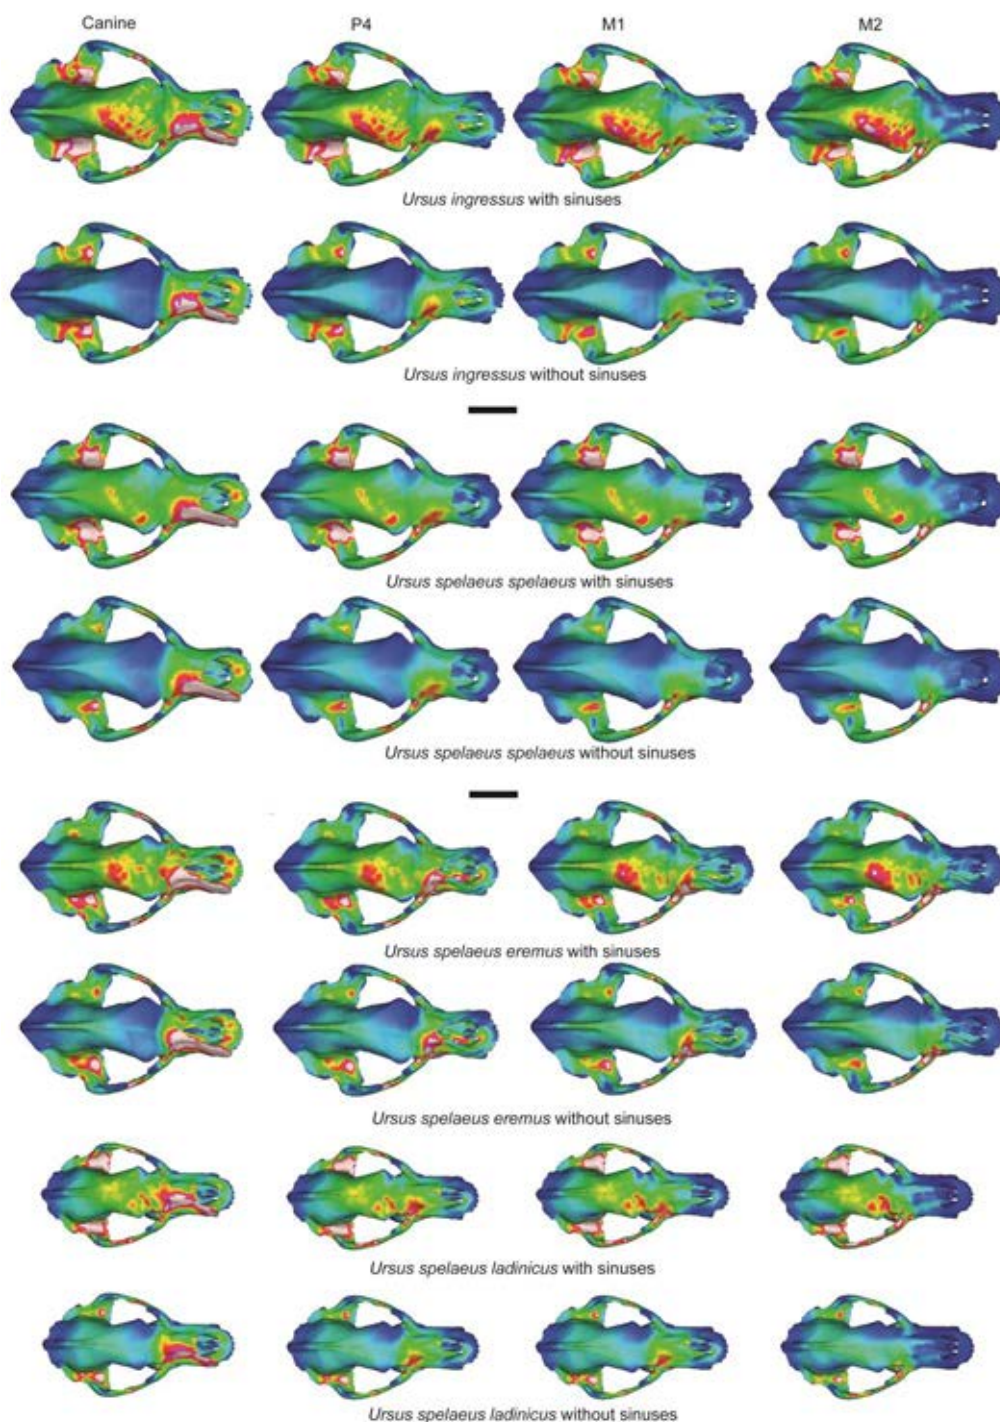 Canine P4 M1 M2
Ursus ingressus with sinuses
Ursus ingressus without sinuses
Ursus spelaeus spelaeus with sinuses
Ursus spelaeus spelaeus without sinuses
Ursus spelaeus eremus with sinuses
Ursus spelaeus eremus without sinuses
Ursus spelaeus ladinicus with sinuses
Ursus spelaeus ladinicus without sinuses